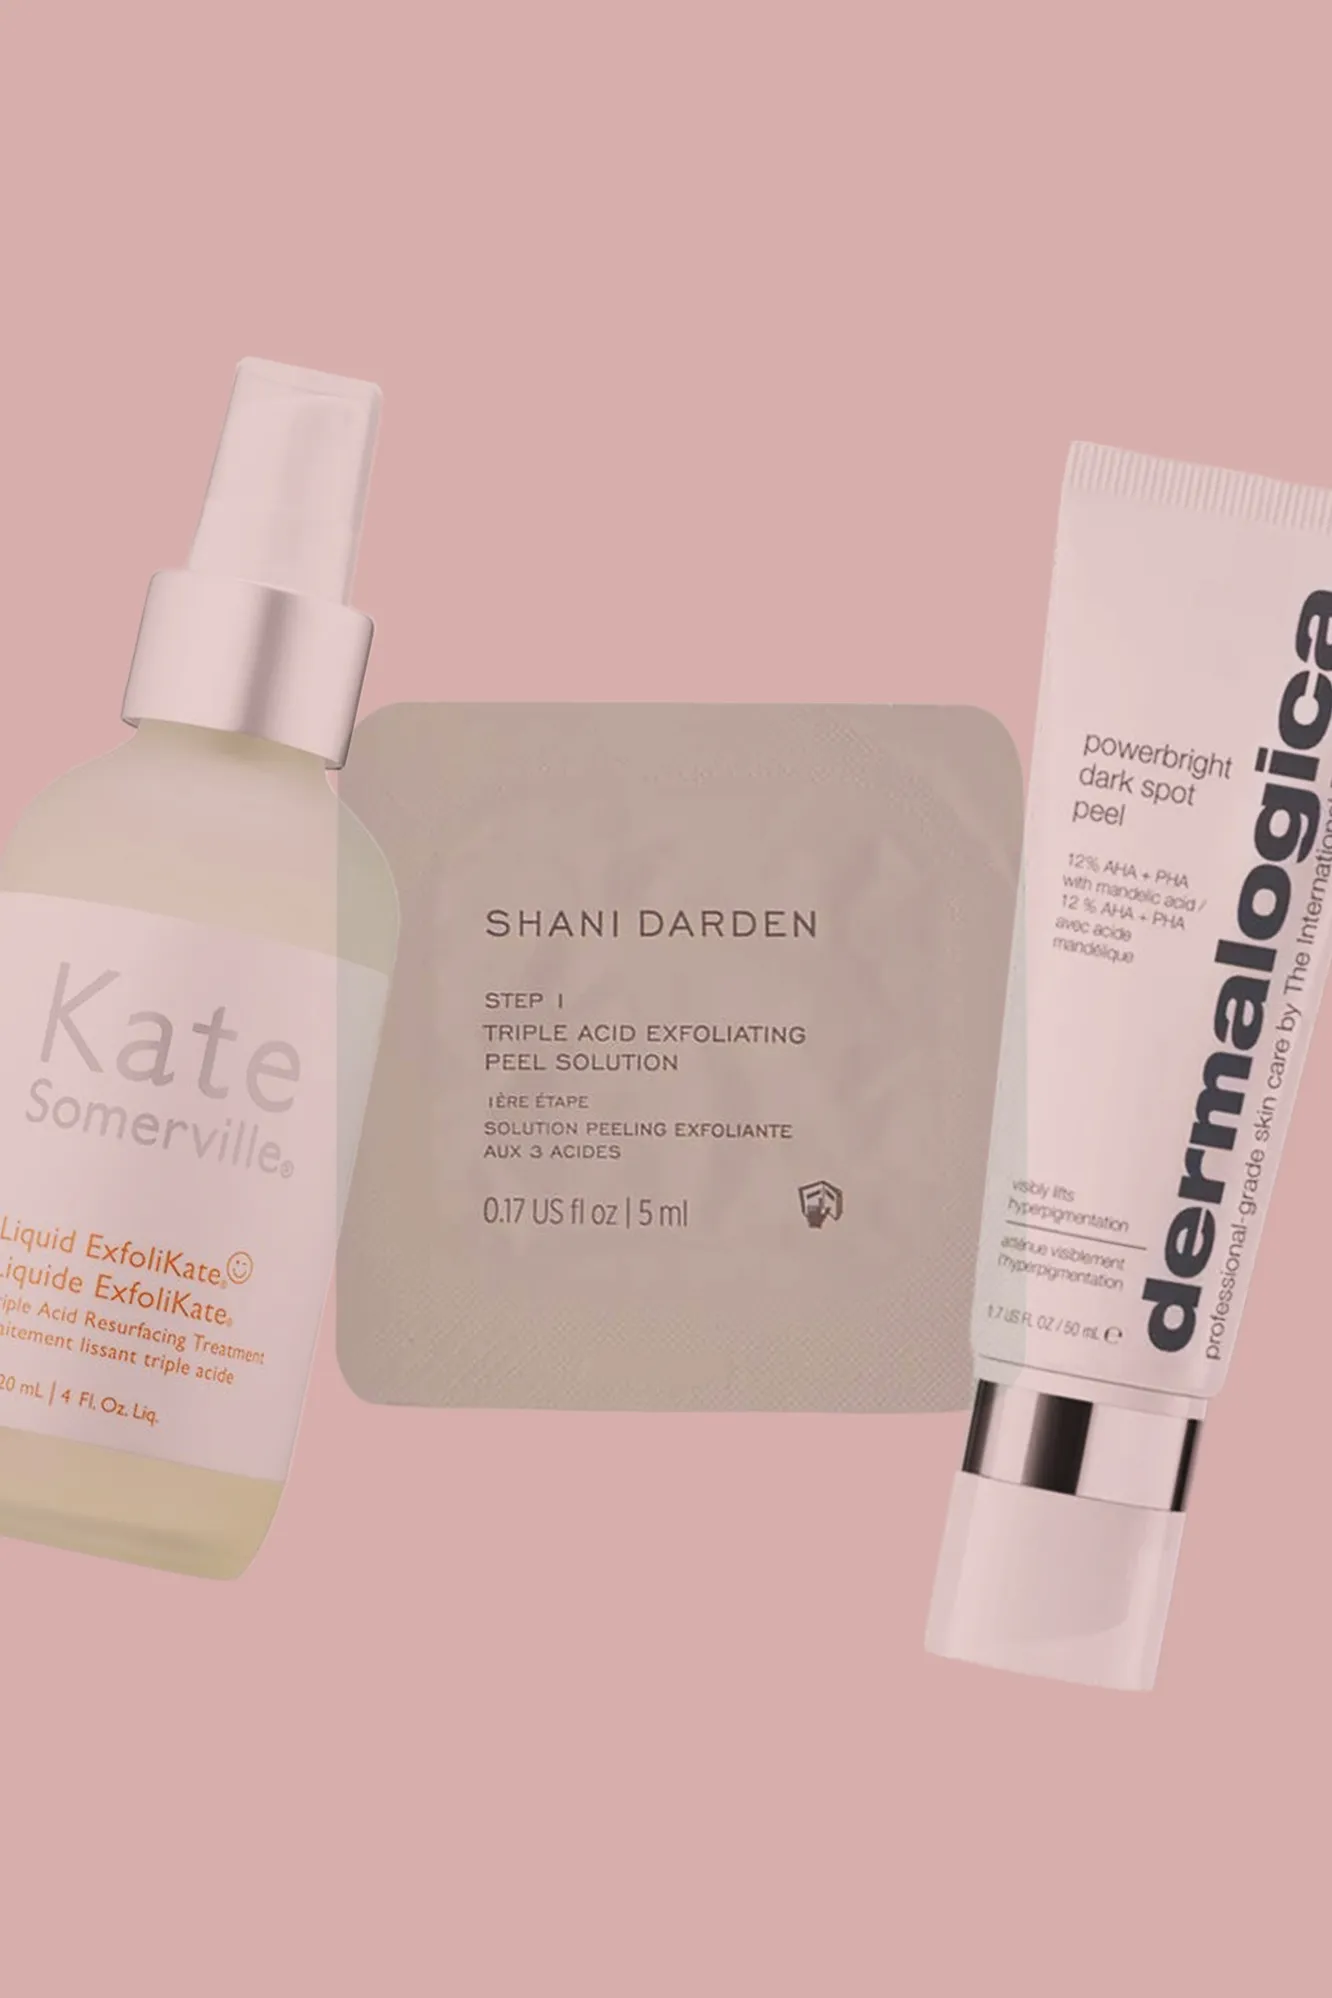 Kate
Somerville®
Liquid ExfoliKate®
Liquide ExfoliKate®
Triple Acid Resurfacing Treatment
Traitement lissant triple acide
20 mL | 4 Fl. Oz. Liq.
SHANI DARDEN
STEP 1
TRIPLE ACID EXFOLIATING
PEEL SOLUTION
1ÈRE ÉTAPE
SOLUTION PEELING EXFOLIANTE
AUX 3 ACIDES
0.17 US fl oz | 5 ml
powerbright
dark spot
peel
12% AHA + PHA
with mandelic acid /
12 % AHA + PHA
avec acide
mandélique
visibly lifts
hyperpigmentation
atténue visiblement
l'hyperpigmentation
1.7 US FL OZ / 50 mL ℮
dermalogica
professional-grade skin care by The International